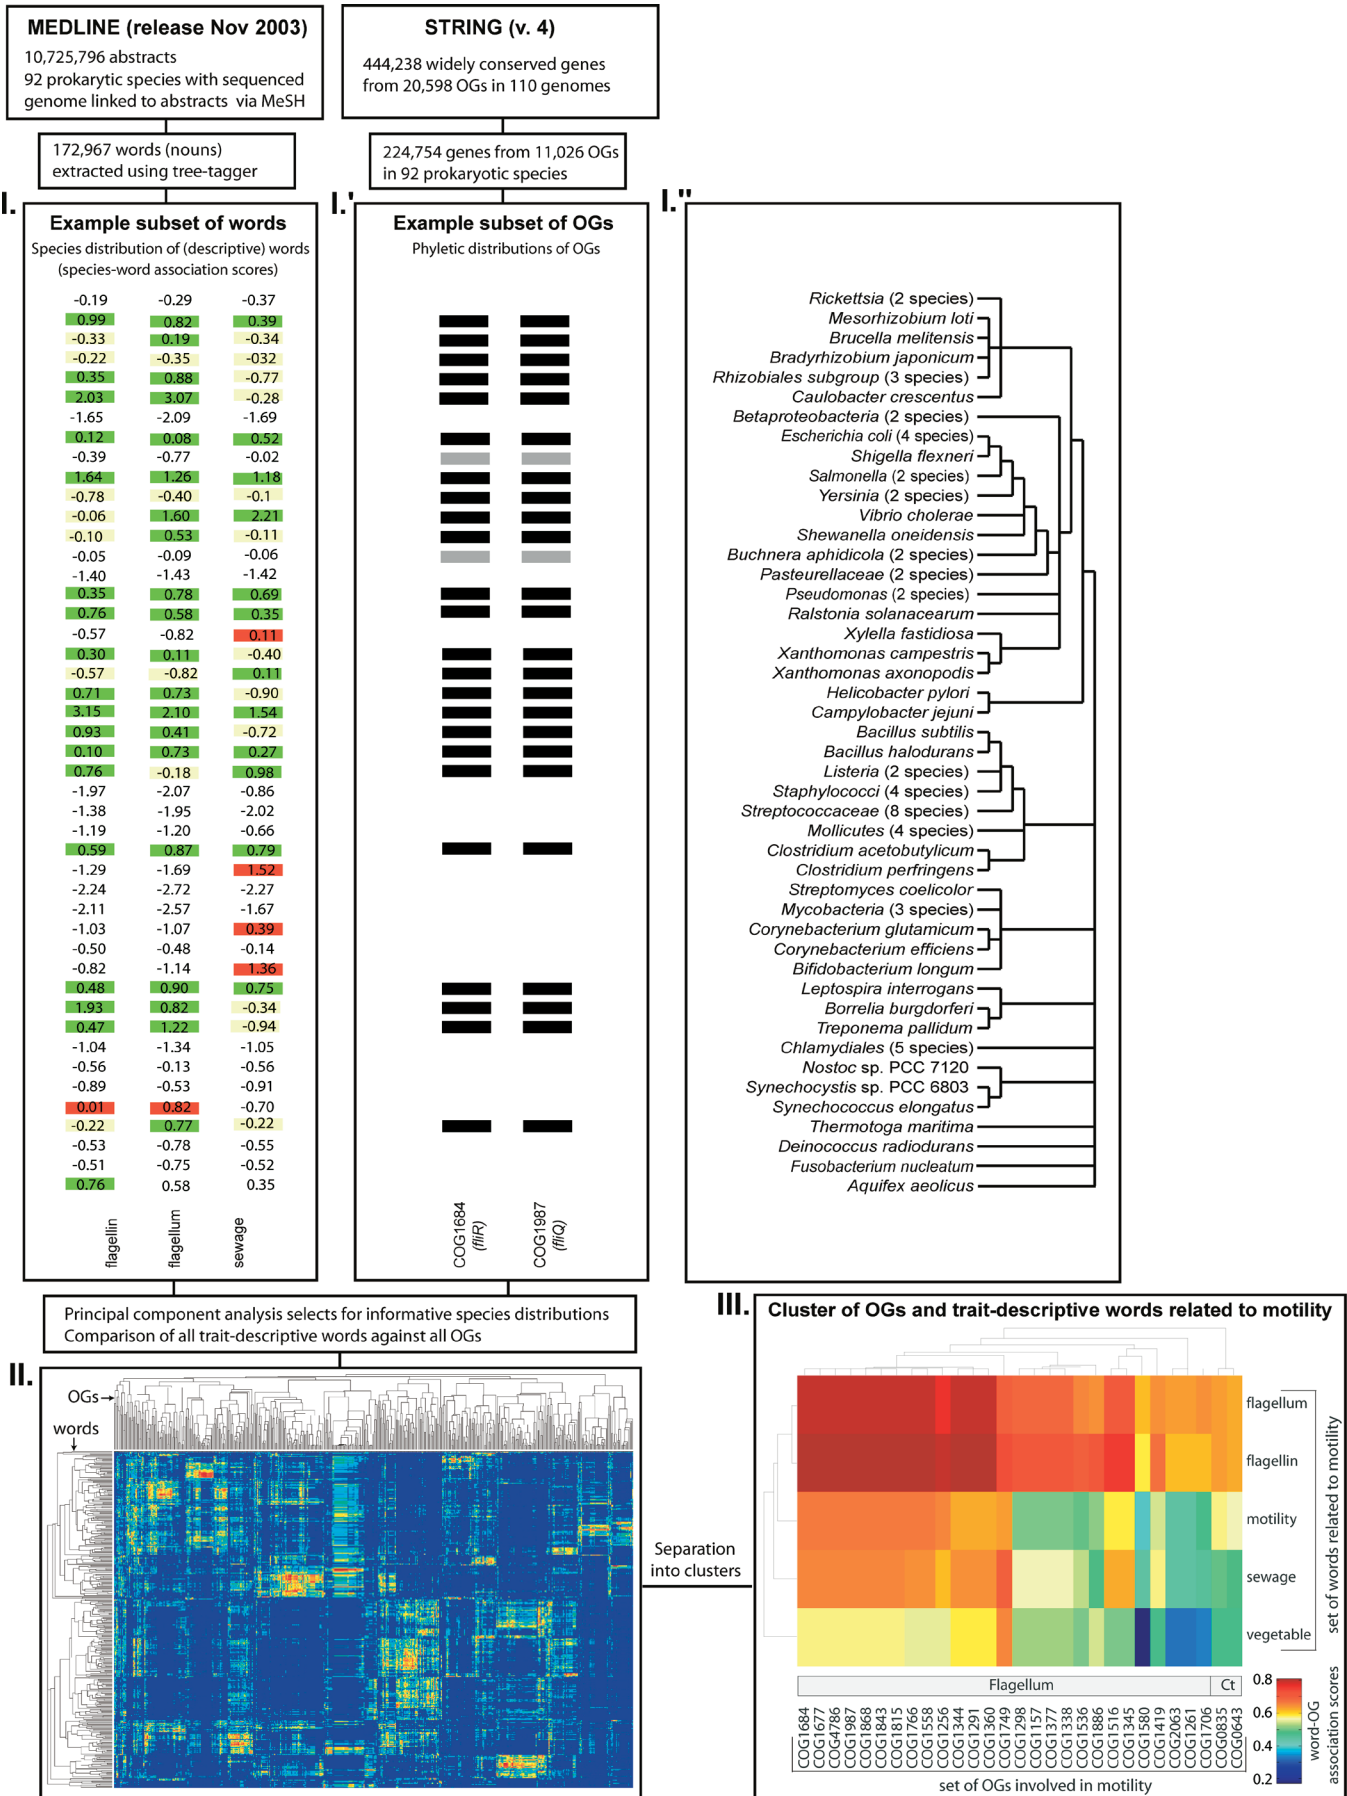 MEDLINE (release Nov 2003)
10,725,796 abstracts
92 prokarytic species with sequenced
genome linked to abstracts via MeSH
STRING (v. 4)
444,238 widely conserved genes
from 20,598 OGs in 110 genomes
172,967 words (nouns)
extracted using tree-tagger
224,754 genes from 11,026 OGs
in 92 prokaryotic species
I.
Example subset of words
Species distribution of (descriptive) words
(species-word association scores)
-0.19 -0.29 -0.37
0.99 0.82 0.39
-0.33 0.19 -0.34
-0.22 -0.35 -032
0.35 0.88 -0.77
2.03 3.07 -0.28
-1.65 -2.09 -1.69
0.12 0.08 0.52
-0.39 -0.77 -0.02
1.64 1.26 1.18
-0.78 -0.40 -0.1
-0.06 1.60 2.21
-0.10 0.53 -0.11
-0.05 -0.09 -0.06
-1.40 -1.43 -1.42
0.35 0.78 0.69
0.76 0.58 0.35
-0.57 -0.82 0.11
0.30 0.11 -0.40
-0.57 -0.82 0.11
0.71 0.73 -0.90
3.15 2.10 1.54
0.93 0.41 -0.72
0.10 0.73 0.27
0.76 -0.18 0.98
-1.97 -2.07 -0.86
-1.38 -1.95 -2.02
-1.19 -1.20 -0.66
0.59 0.87 0.79
-1.29 -1.69 1.52
-2.24 -2.72 -2.27
-2.11 -2.57 -1.67
-1.03 -1.07 0.39
-0.50 -0.48 -0.14
-0.82 -1.14 1.36
0.48 0.90 0.75
1.93 0.82 -0.34
0.47 1.22 -0.94
-1.04 -1.34 -1.05
-0.56 -0.13 -0.56
-0.89 -0.53 -0.91
0.01 0.82 -0.70
-0.22 0.77 -0.22
-0.53 -0.78 -0.55
-0.51 -0.75 -0.52
0.76 0.58 0.35
flagellin
flagellum
sewage
I.'
Example subset of OGs
Phyletic distributions of OGs
COG1684
(fliR)
COG1987
(fliQ)
I."
Rickettsia (2 species)
Mesorhizobium loti
Brucella melitensis
Bradyrhizobium japonicum
Rhizobiales subgroup (3 species)
Caulobacter crescentus
Betaproteobacteria (2 species)
Escherichia coli (4 species)
Shigella flexneri
Salmonella (2 species)
Yersinia (2 species)
Vibrio cholerae
Shewanella oneidensis
Buchnera aphidicola (2 species)
Pasteurellaceae (2 species)
Pseudomonas (2 species)
Ralstonia solanacearum
Xylella fastidiosa
Xanthomonas campestris
Xanthomonas axonopodis
Helicobacter pylori
Campylobacter jejuni
Bacillus subtilis
Bacillus halodurans
Listeria (2 species)
Staphylococci (4 species)
Streptococcaceae (8 species)
Mollicutes (4 species)
Clostridium acetobutylicum
Clostridium perfringens
Streptomyces coelicolor
Mycobacteria (3 species)
Corynebacterium glutamicum
Corynebacterium efficiens
Bifidobacterium longum
Leptospira interrogans
Borrelia burgdorferi
Treponema pallidum
Chlamydiales (5 species)
Nostoc sp. PCC 7120
Synechocystis sp. PCC 6803
Synechococcus elongatus
Thermotoga maritima
Deinococcus radiodurans
Fusobacterium nucleatum
Aquifex aeolicus
Principal component analysis selects for informative species distributions
Comparison of all trait-descriptive words against all OGs
II.
OGs
words
Separation
into clusters
III.
Cluster of OGs and trait-descriptive words related to motility
flagellum
flagellin
motility
sewage
vegetable
set of words related to motility
Flagellum
Ct
COG1684
COG1677
COG4786
COG1987
COG1868
COG1843
COG1815
COG1766
COG1558
COG1256
COG1344
COG1291
COG1360
COG1749
COG1298
COG1157
COG1377
COG1338
COG1536
COG1886
COG1516
COG1345
COG1580
COG1419
COG2063
COG1261
COG1706
COG0835
COG0643
set of OGs involved in motility
0.8
0.6
0.4
0.2
word-OG
association scores